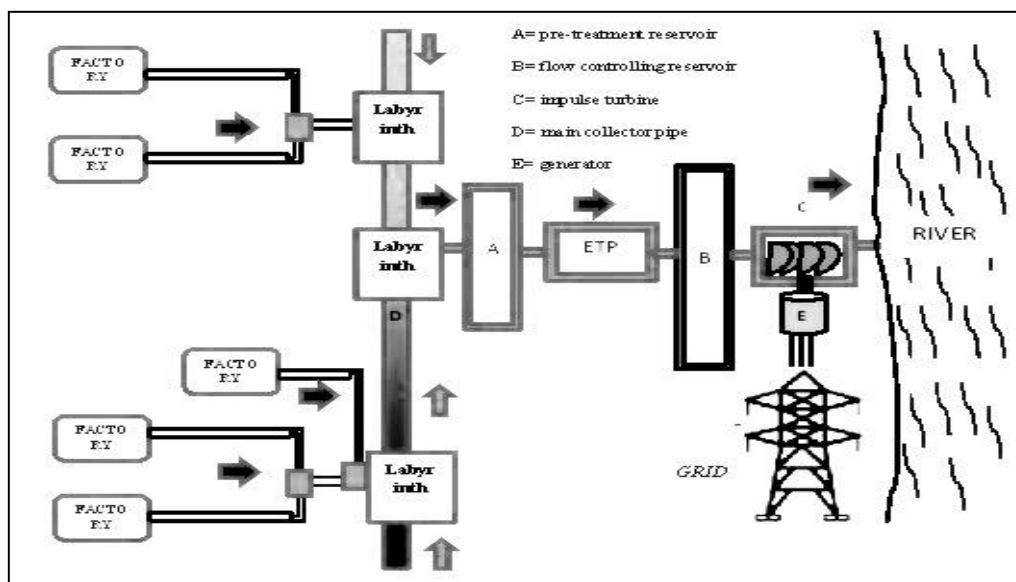 FACTO
RY
FACTO
RY
Labyr
inth
A= pre-treatment reservoir
B= flow controlling reservoir
C= impulse turbine
D= main collector pipe
E= generator
Labyr
inth
A
ETP
B
C
RIVER
D
E
FACTO
RY
FACTO
RY
FACTO
RY
Labyr
inth
GRID